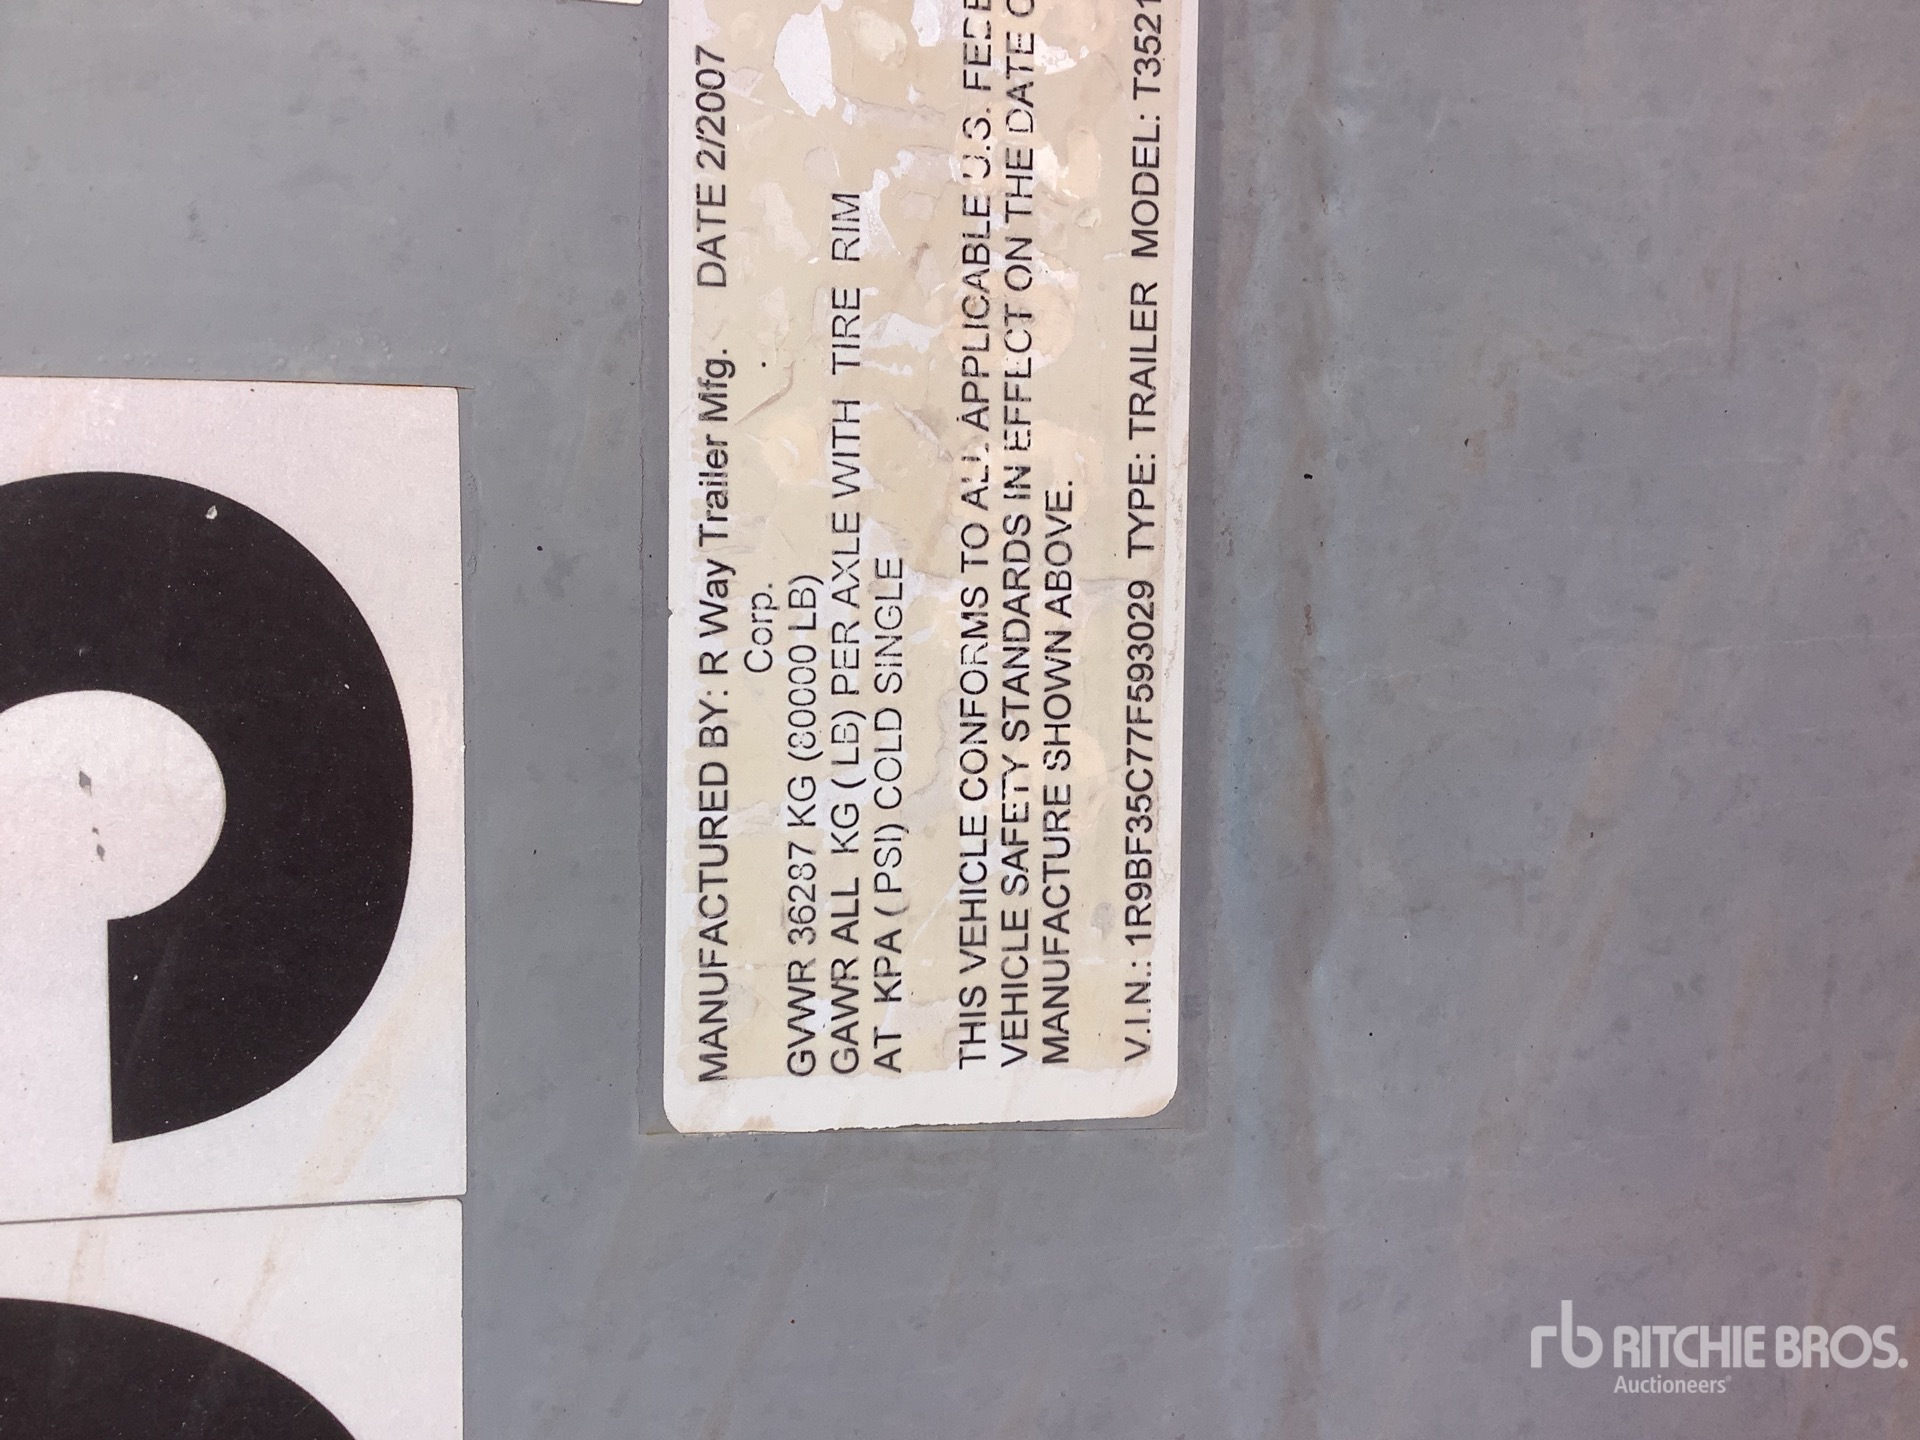 MANUFACTURED BY: R Way Trailer Mfg. DATE 2/2007
Corp.
GVWR 36287 KG (80000 LB)
GAWR ALL KG ( LB) PER AXLE WITH TIRE RIM
AT KPA ( PSI) COLD SINGLE
THIS VEHICLE CONFORMS TO ALL APPLICABLE U.S. FEDE
VEHICLE SAFETY STANDARDS IN EFFECT ON THE DATE O
MANUFACTURE SHOWN ABOVE.
V.I.N.: 1R9BF35C77F593029 TYPE: TRAILER MODEL: T3521
rb RITCHIE BROS.
Auctioneers